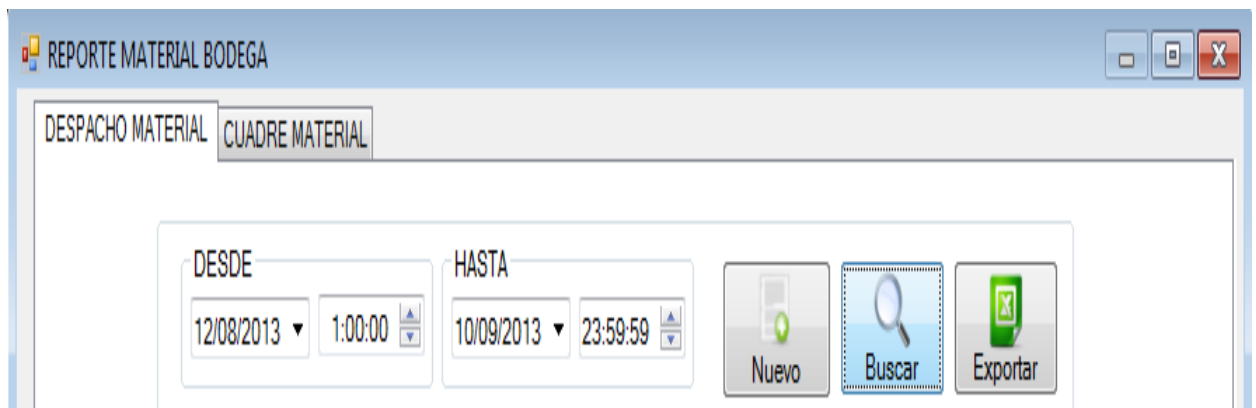 REPORTE MATERIAL BODEGA
DESPACHO MATERIAL CUADRE MATERIAL
DESDE HASTA
12/08/2013 1:00:00 10/09/2013 23:59:59
Nuevo Buscar Exportar